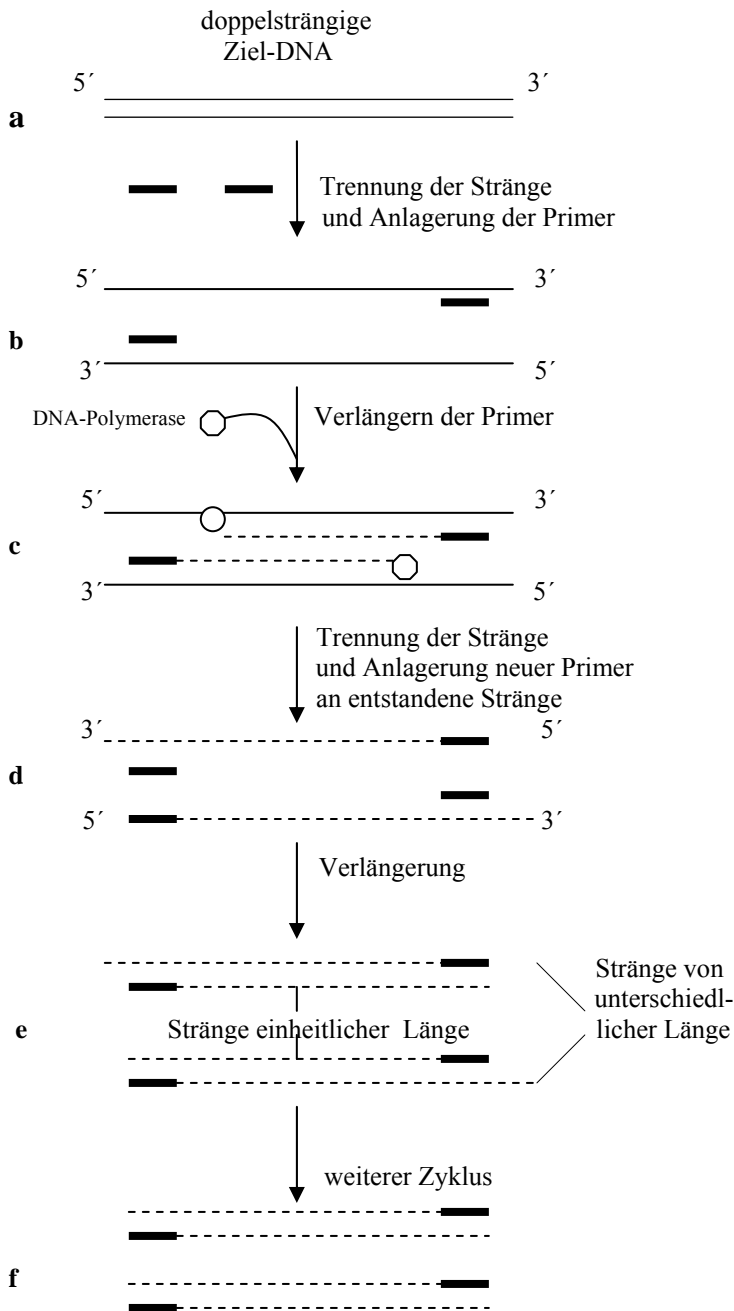 doppelsträngige
Ziel-DNA
5´ 3´
a
Trennung der Stränge
und Anlagerung der Primer
5´ 3´
b
3´ 5´
DNA-Polymerase
Verlängern der Primer
5´ 3´
c
3´ 5´
Trennung der Stränge
und Anlagerung neuer Primer
an entstandene Stränge
3´ 5´
d
5´ 3´
Verlängerung
Stränge von
unterschiedl-
licher Länge
e
Stränge einheitlicher Länge
weiterer Zyklus
f